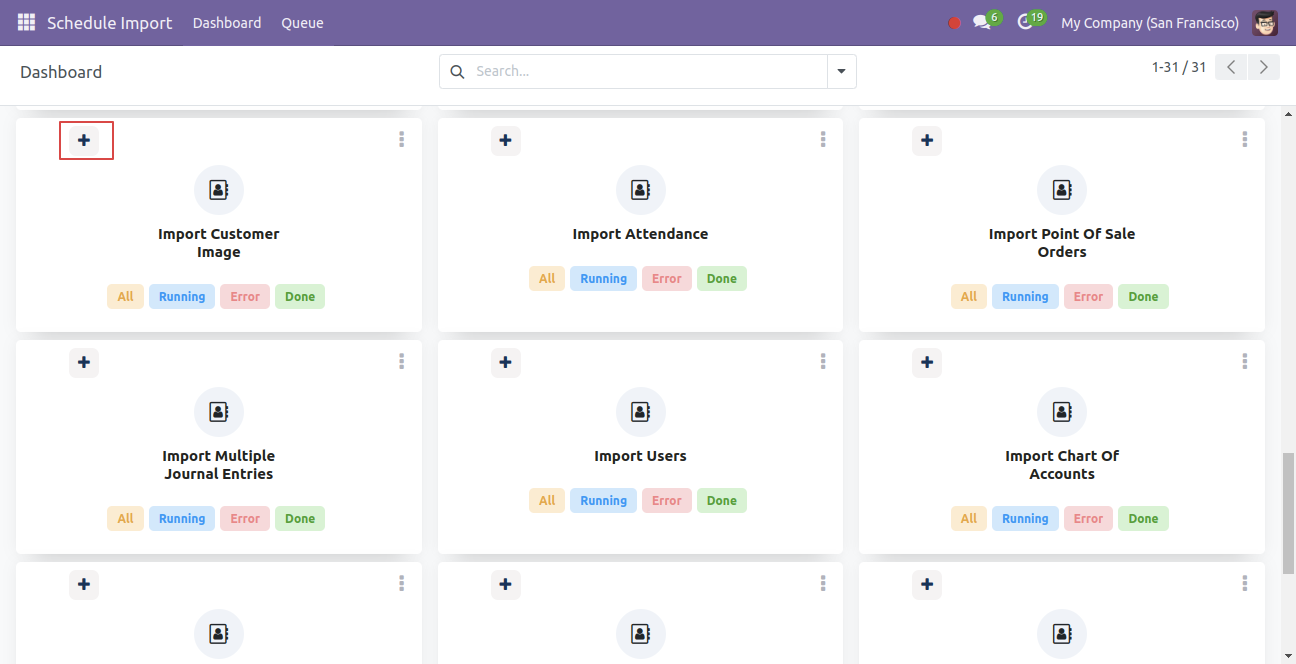 Schedule Import Dashboard Queue 6 19 My Company (San Francisco)
Dashboard Search... 1-31 / 31
Import Customer
Image
All Running Error Done
Import Attendance
All Running Error Done
Import Point Of Sale
Orders
All Running Error Done
Import Multiple
Journal Entries
All Running Error Done
Import Users
All Running Error Done
Import Chart Of
Accounts
All Running Error Done